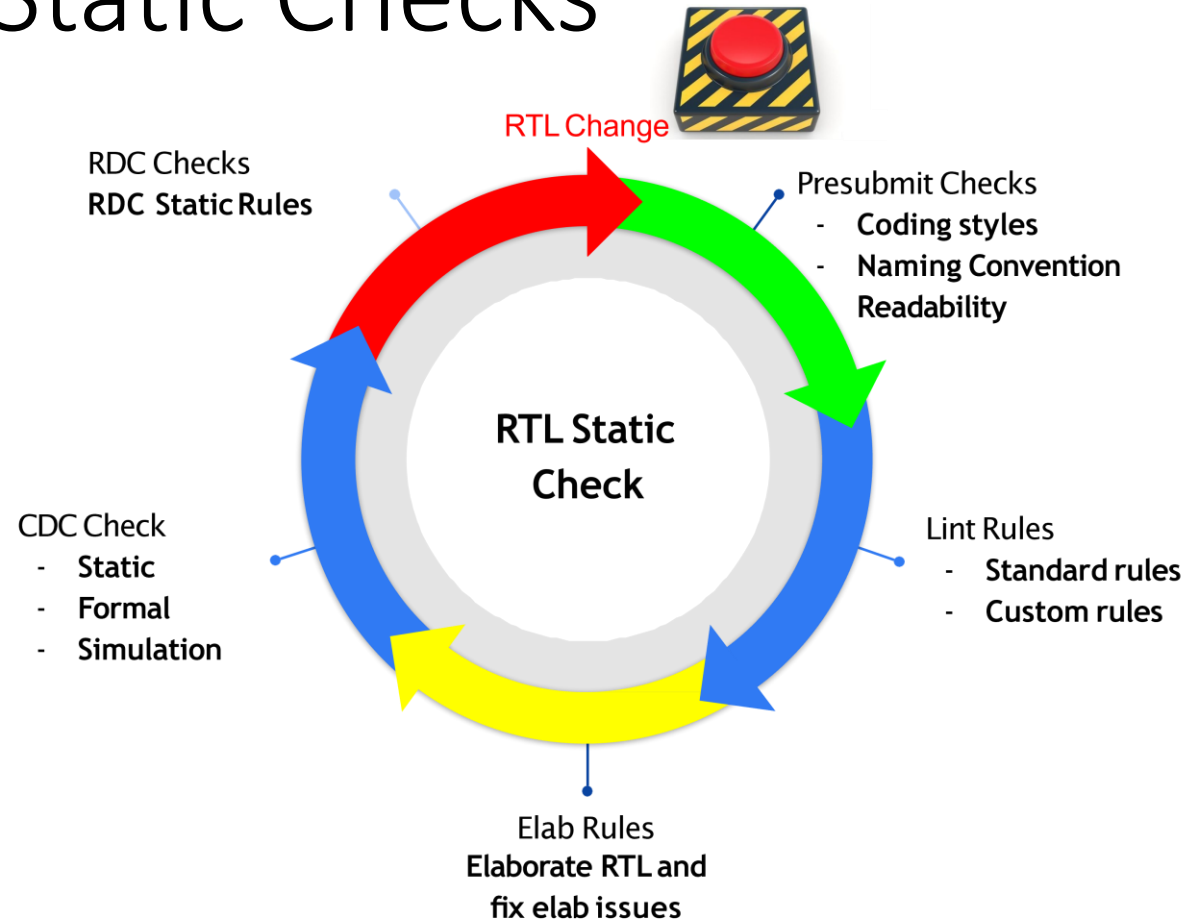 Static Checks
RTL Change
RDC Checks
RDC Static Rules
Presubmit Checks
- Coding styles
- Naming Convention
Readability
RTL Static
Check
Lint Rules
- Standard rules
- Custom rules
CDC Check
- Static
- Formal
- Simulation
Elab Rules
Elaborate RTL and
fix elab issues